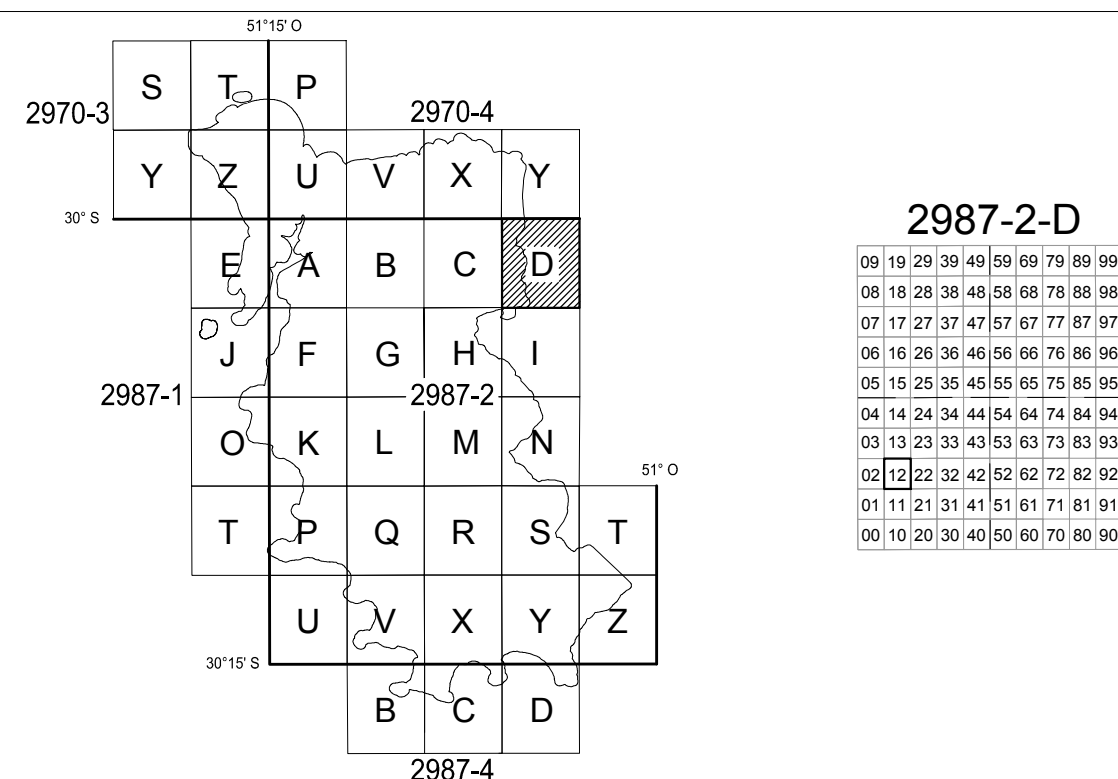 51°15' O
S T P
2970-3 2970-4
Y Z U V X Y
30° S
E A B C D
J F G H I
2987-1 2987-2
O K L M N
51° O
T P Q R S T
U V X Y Z
30°15' S
B C D
2987-4
2987-2-D
09 19 29 39 49 59 69 79 89 99
08 18 28 38 48 58 68 78 88 98
07 17 27 37 47 57 67 77 87 97
06 16 26 36 46 56 66 76 86 96
05 15 25 35 45 55 65 75 85 95
04 14 24 34 44 54 64 74 84 94
03 13 23 33 43 53 63 73 83 93
02 12 22 32 42 52 62 72 82 92
01 11 21 31 41 51 61 71 81 91
00 10 20 30 40 50 60 70 80 90